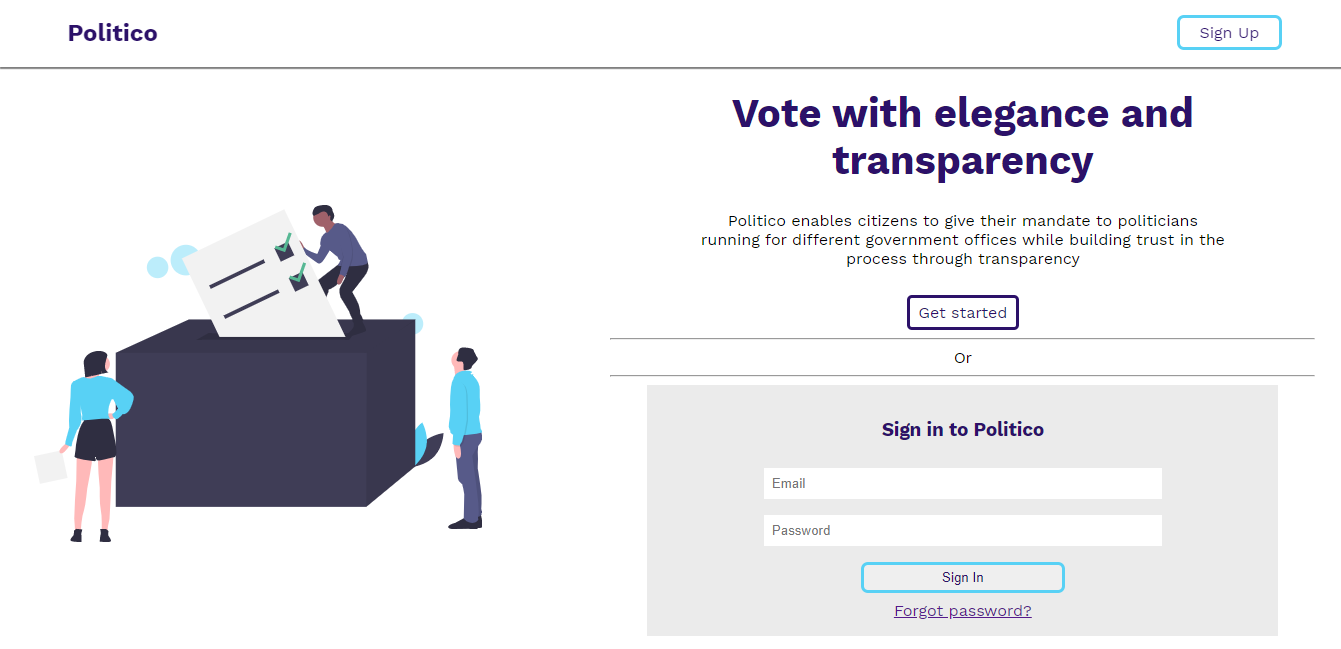 Politico
Sign Up
Vote with elegance and
transparency
Politico enables citizens to give their mandate to politicians
running for different government offices while building trust in the
process through transparency
Get started
Or
Sign in to Politico
Email
Password
Sign In
Forgot password?